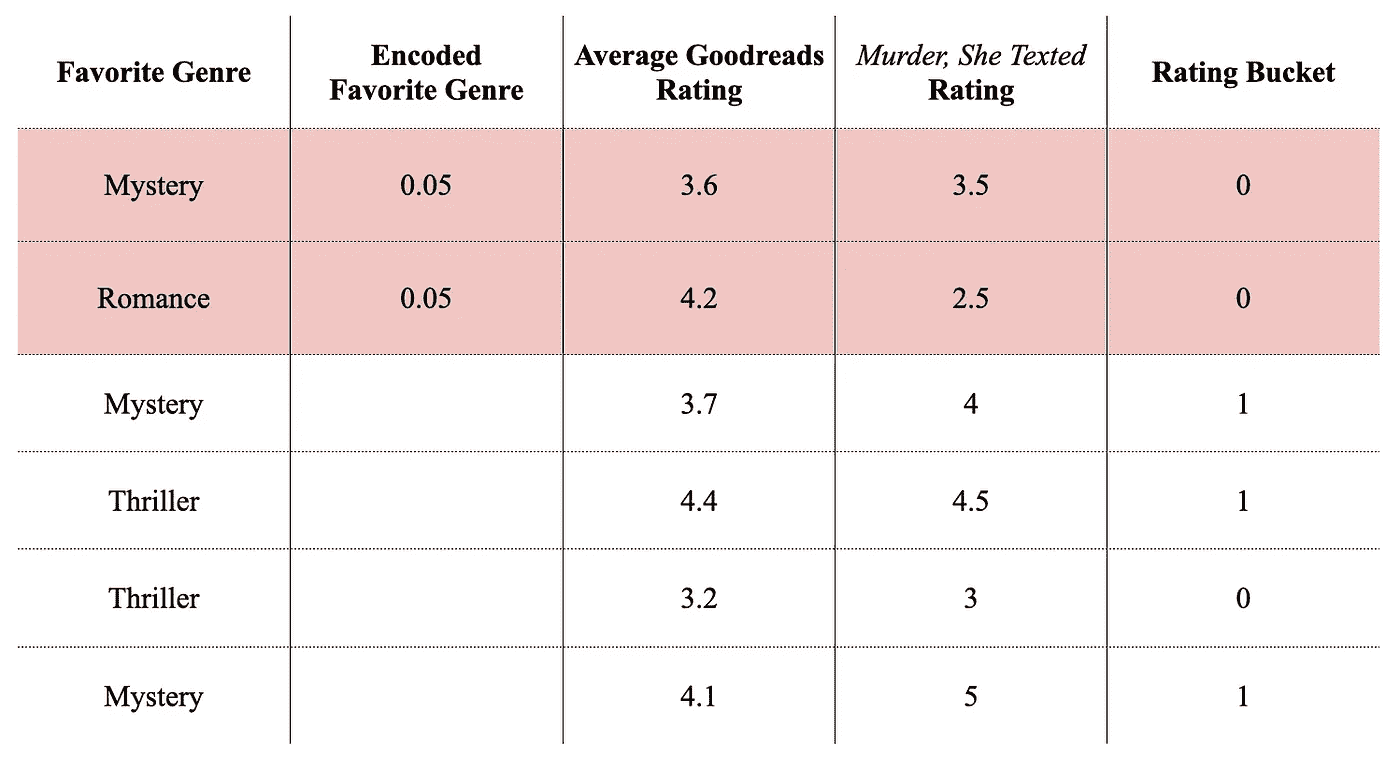 Favorite Genre
Encoded
Favorite Genre
Average Goodreads
Rating
Murder, She Texted
Rating
Rating Bucket
Mystery 0.05 3.6 3.5 0
Romance 0.05 4.2 2.5 0
Mystery 3.7 4 1
Thriller 4.4 4.5 1
Thriller 3.2 3 0
Mystery 4.1 5 1